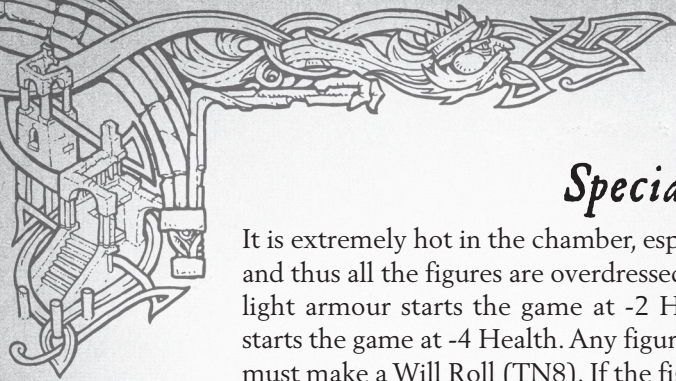 Specia
It is extremely hot in the chamber, esp
and thus all the figures are overdressed
light armour starts the game at -2 H
starts the game at -4 Health. Any figur
must make a Will Roll (TN8). If the fig